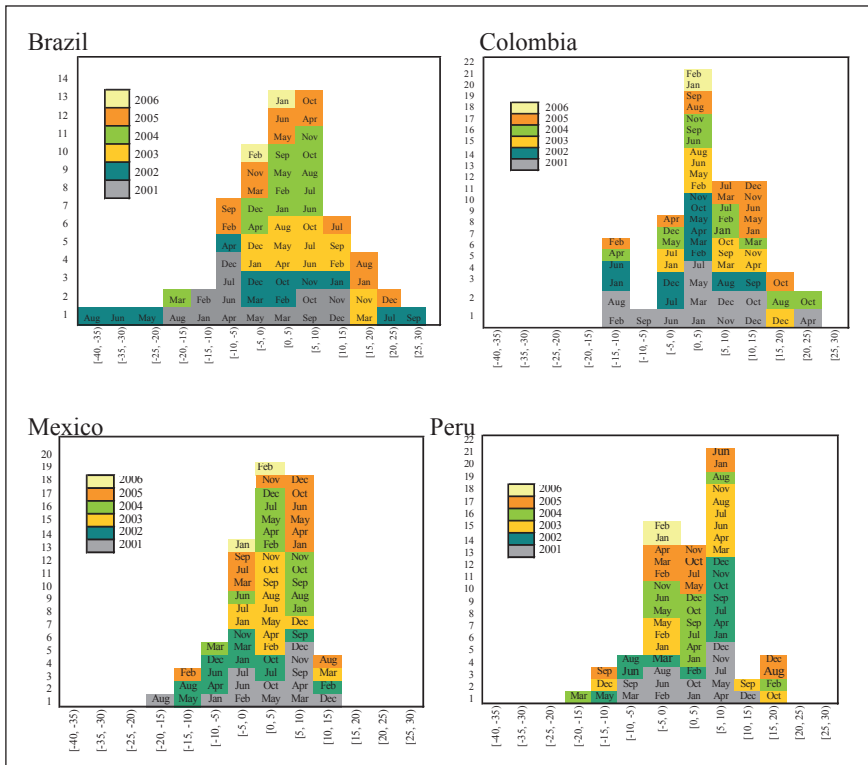 Brazil
14
13 Jan Oct
12 Jun Apr
11 May Nov
10 Feb Sep Oct
9 Nov May Aug
8 Mar Feb Jul
7 Sep Dec Jan Jun
6 Feb Apr Aug Oct Jul
5 Apr Dec May Jul Sep
4 Dec Jan Apr Jun Feb Aug
3 Jul Dec Oct Nov Jan Jan
2 Mar Feb Jun Mar Feb Oct Nov Nov Dec
1 Aug Jun May Aug Jan Apr May Mar Sep Dec Mar Jul Sep
2006
2005
2004
2003
2002
2001
[-40, -35) [-35, -30) [-25, -20) [-20, -15) [-15, -10) [-10, -5) [-5, 0) [0, 5) [5, 10) [10, 15) [15, 20) [20, 25) [25, 30)
Colombia
22
21 Feb
20 Jan
19 Sep
18 Aug
17 Nov
16 Sep
15 Jun
14 Aug
13 Jun
12 May
11 Feb Jul Dec
10 Nov Mar Nov
9 Oct Jul Jun
8 Apr May Feb May
7 Dec Apr Jan Jan
6 Feb May Mar Oct Mar
5 Apr Jul Feb Sep Nov
4 Jun Jan Jul Mar Apr
3 Jan Dec May Aug Sep Oct
2 Aug Jul Dec Oct Aug Oct
1 Feb Sep Jun Jan Nov Dec Dec Apr
2006
2005
2004
2003
2002
2001
[-40, -35) [-35, -30) [-25, -20) [-20, -15) [-15, -10) [-10, -5) [-5, 0) [0, 5) [5, 10) [10, 15) [15, 20) [20, 25) [25, 30)
Mexico
20
19 Feb
18 Nov Dec
17 Dec Oct
16 Jul Jun
15 May May
14 Apr Apr
13 Jan Feb Jan
12 Sep Nov Nov
11 Jul Oct Oct
10 Mar Sep Sep
9 Jun Aug Aug
8 Jul Jun Jan
7 Jan May Dec
6 Nov Apr Sep
5 Mar Mar Feb Dec
4 Dec Jan Oct Nov Aug
3 Feb Jun Jul Jul Sep Mar
2 Aug Apr Jun Oct Apr Feb
1 Aug May Jan Feb May Mar Dec
2006
2005
2004
2003
2002
2001
[-40, -35) [-35, -30) [-25, -20) [-20, -15) [-15, -10) [-10, -5) [-5, 0) [0, 5) [5, 10) [10, 15) [15, 20) [20, 25) [25, 30)
Peru
22
21 Jun
20 Jan
19 Aug
18 Nov
17 Aug
16 Jul
15 Feb Jun
14 Jan Apr
13 Apr Nov Mar
12 Mar Oct Dec
11 Feb Jul Nov
10 Nov May Oct
9 Jun Dec Sep
8 May Oct Aug
7 May Sep Jul
6 Feb Jul Jan
5 Jan Apr Dec
4 Aug Mar Jan Nov Dec
3 Sep Jun Aug Feb Jul Aug
2 Dec Sep Jun Oct May Sep Feb
1 Mar May Mar Feb Jan Apr Dec Oct
2006
2005
2004
2003
2002
2001
[-40, -35) [-35, -30) [-25, -20) [-20, -15) [-15, -10) [-10, -5) [-5, 0) [0, 5) [5, 10) [10, 15) [15, 20) [20, 25) [25, 30)